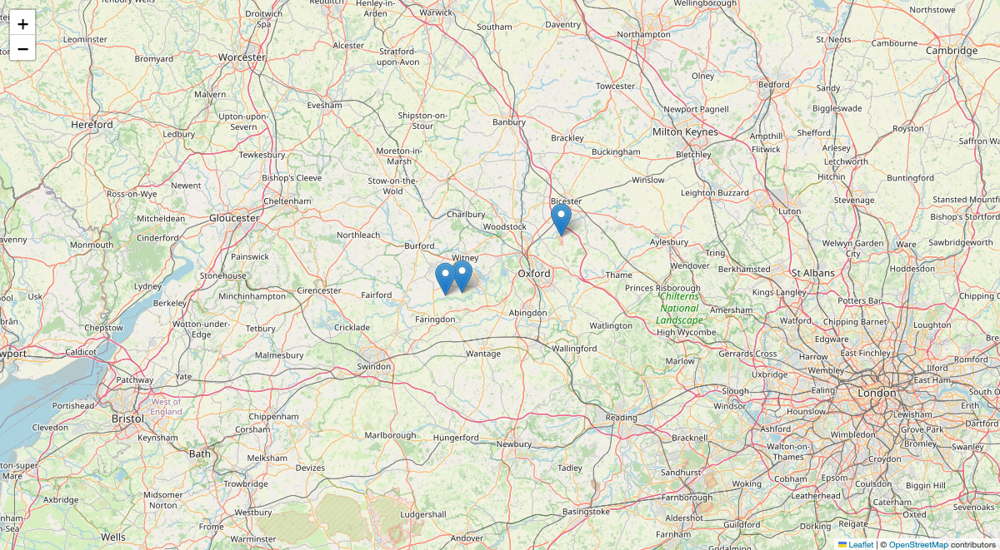 Tenbury Wells
Redditch
Henley-in-
Arden
Warwick
Wellingborough
Northstowe
Droitwich
Spa
Southam
Daventry
Northampton
St. Neots
Cambourne
Cambridge
Leominster
Alcester
Stratford-
upon-Avon
Bromyard
Worcester
Olney
Bedford
Sandy
Towcester
Malvern
Evesham
Newport Pagnell
Biggleswade
Hereford
Upton-upon-
Severn
Shipston-on-
Stour
Banbury
Brackley
Milton Keynes
Ampthill
Flitwick
Shefford
Royston
Ledbury
Saffron Wa
Tewkesbury
Moreton-in-
Marsh
Buckingham
Bletchley
Arlesey
Letchworth
Hitchin
Buntingford
Newent
Bishop's Cleeve
Stow-on-the-
Wold
Winslow
Leighton Buzzard
Ross-on-Wye
Cheltenham
Bicester
Luton
Stevenage
Stansted Mountfi
Bishop's Stortford
Mitcheldean
Gloucester
Charlbury
Woodstock
Cinderford
Northleach
Aylesbury
Tring
Welwyn Garden
City
Ware
Sawbridgeworth
Monmouth
Burford
Witney
Painswick
Wendover
Berkhamsted
St Albans
Hoddesdon
Stonehouse
Oxford
Thame
Usk
Lydney
Minchinhampton
Cirencester
Fairford
Princes Risborough
Kings Langley
Potters Bar
Chipping O
Berkeley
Chilterns
National
Landscape
Amersham
Watford
Chipping Barnet
Loughton
Chepstow
Wotton-under-
Edge
Tetbury
Cricklade
Faringdon
Abingdon
Watlington
High Wycombe
Edgware
Caldicot
Malmesbury
Swindon
Wantage
Wallingford
Marlow
Gerrards Cross
Harrow
East Finchley
Romford
Ilford
Patchway
Yate
Wembley
Uxbridge
East Ham
West of
England
Slough
Ealing
London
South O
Portishead
Windsor
Erith
Bristol
Chippenham
Reading
Hounslow
Lewisham
Dartford
Clevedon
Corsham
Marlborough
Hungerford
Newbury
Bracknell
Ashford
Wimbledon
Grove Park
Keynsham
Bromley
Walton-on-
Thames
Swanley
Bath
Melksham
Devizes
Tadley
Croydon
Sandhurst
Cobham
Epsom
Trowbridge
Woking
Coulsdon
Biggin Hill
Midsomer
Norton
Leatherhead
Axbridge
Farnborough
Caterham
Sevenoaks
Westbury
Ludgershall
Basingstoke
Aldershot
Guildford
Oxted
Frome
Dorking
Reigate
Wells
Warminster
Andover
Farnham
Godalming
+
−
Leaflet | © OpenStreetMap contributors